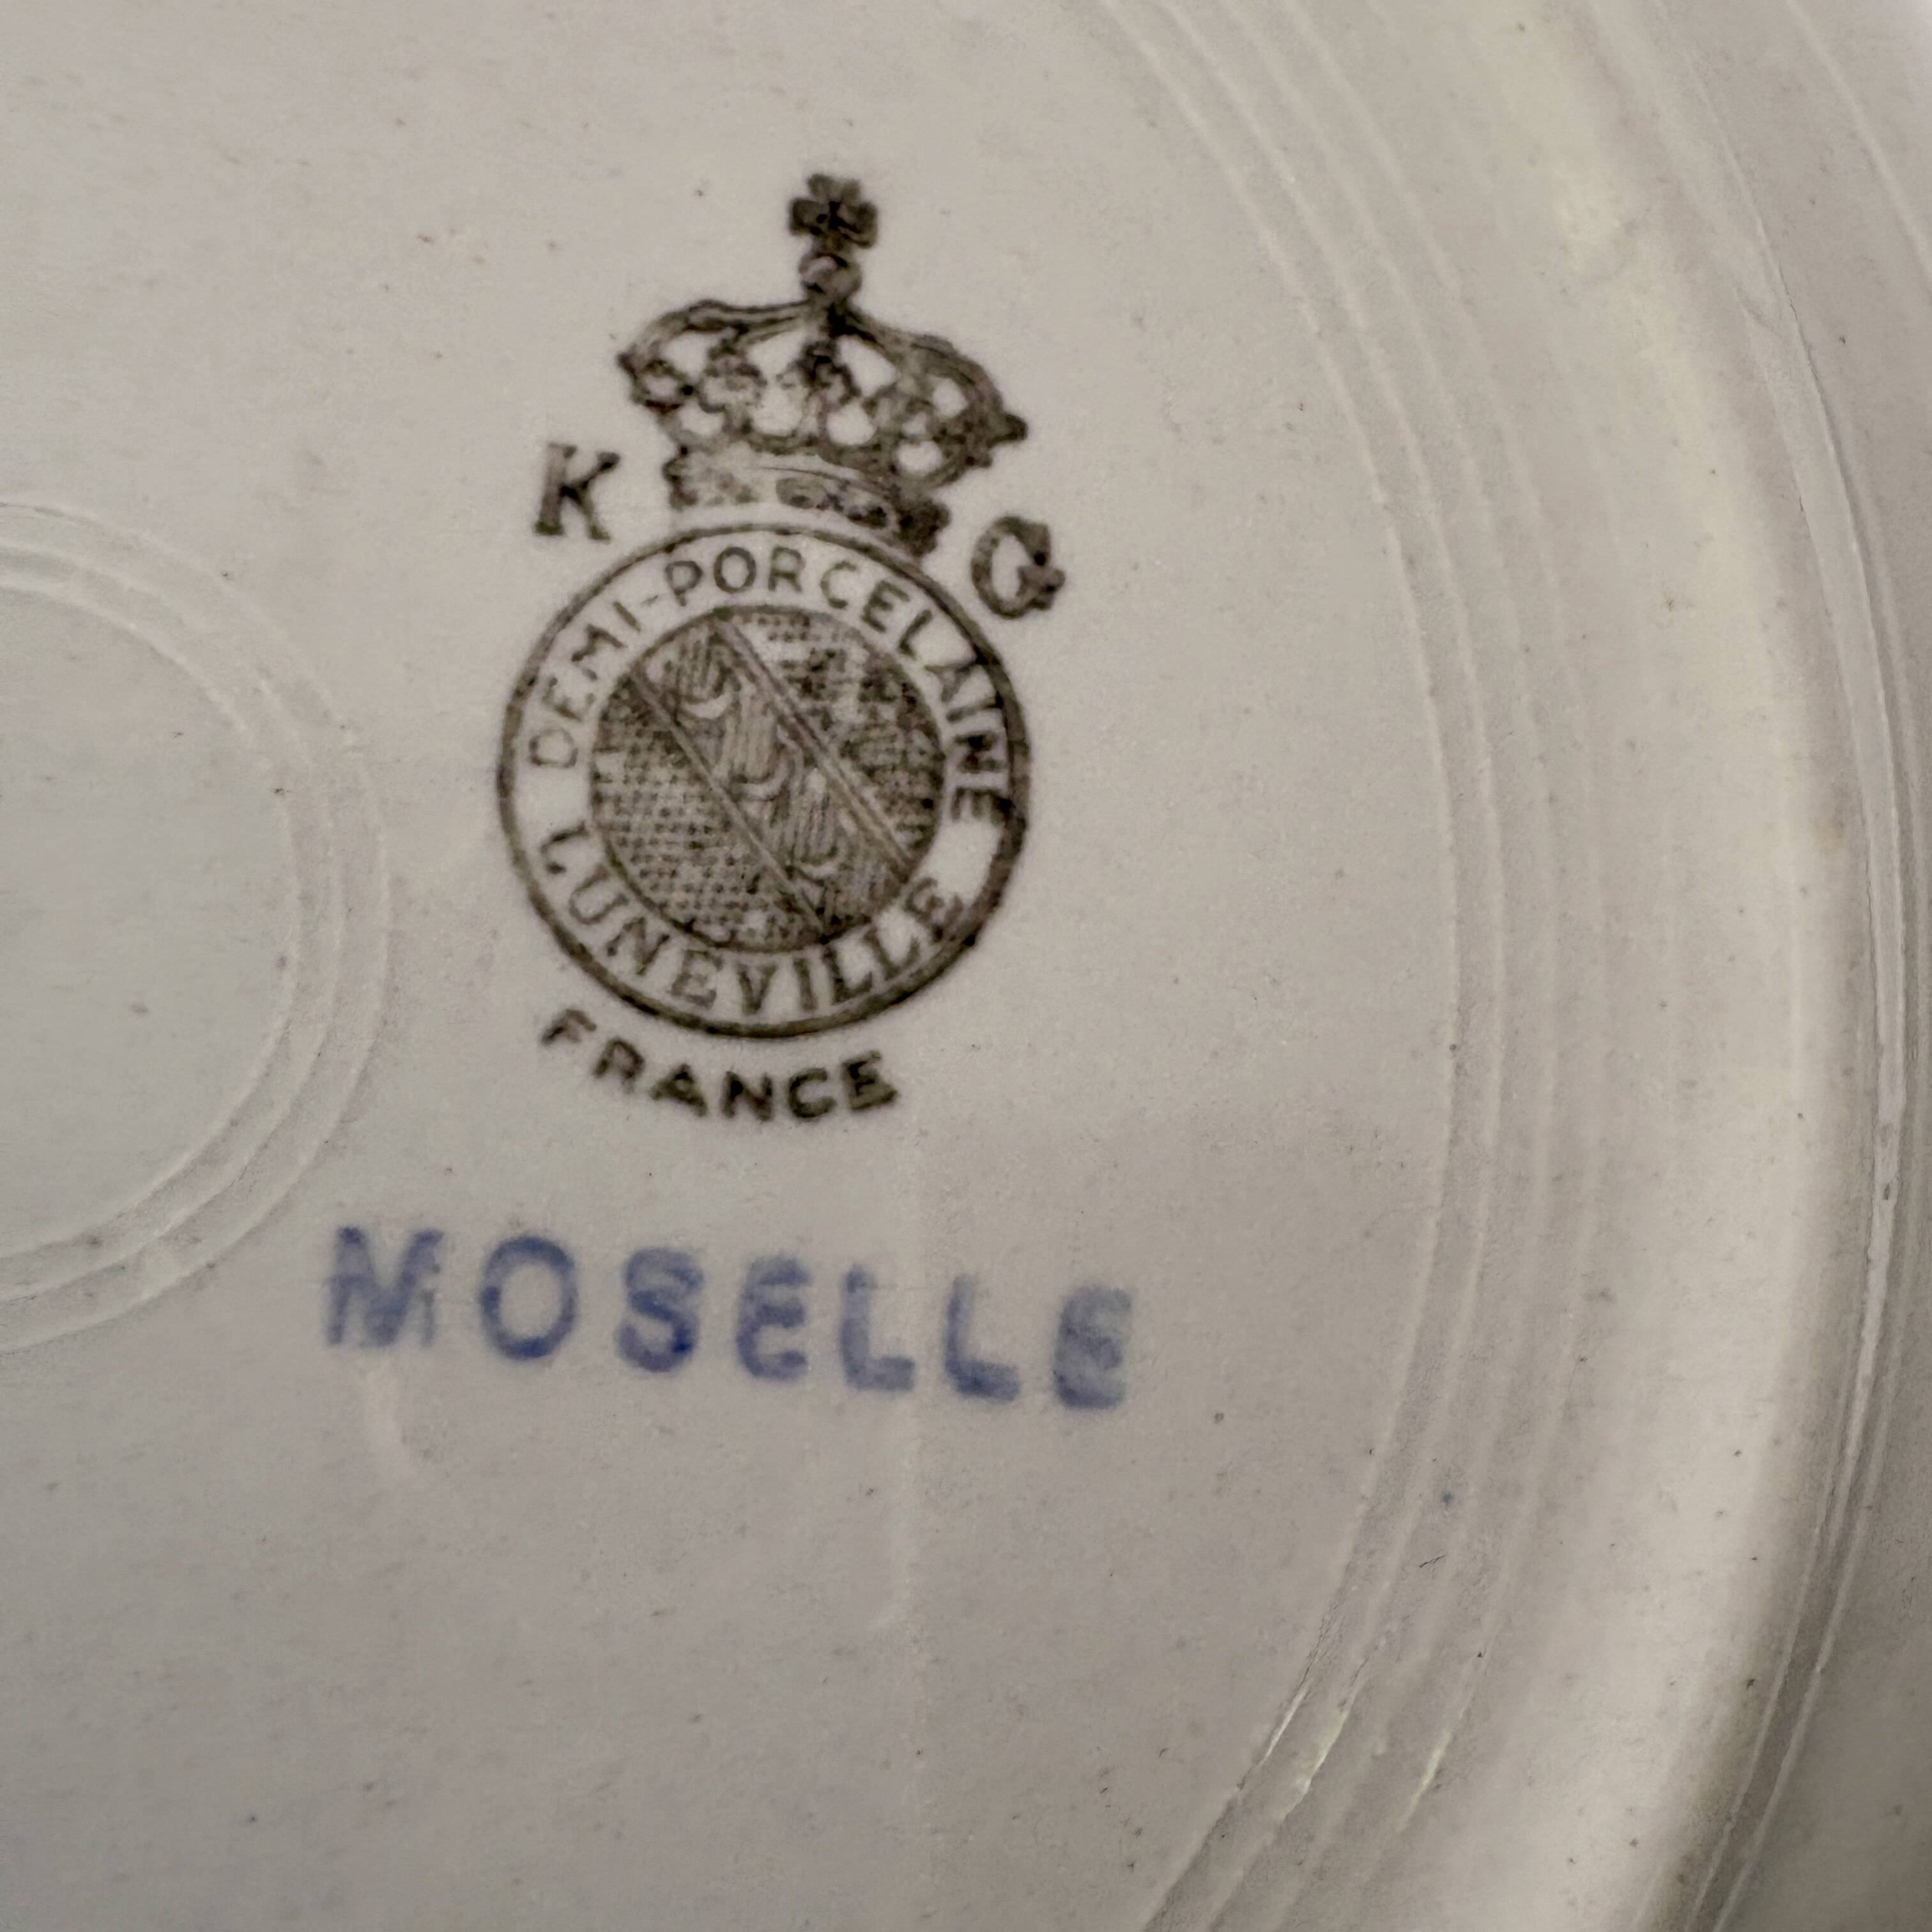 K G
DEMI-PORCELAINE
LUNEVILLE
FRANCE
MOSELLE